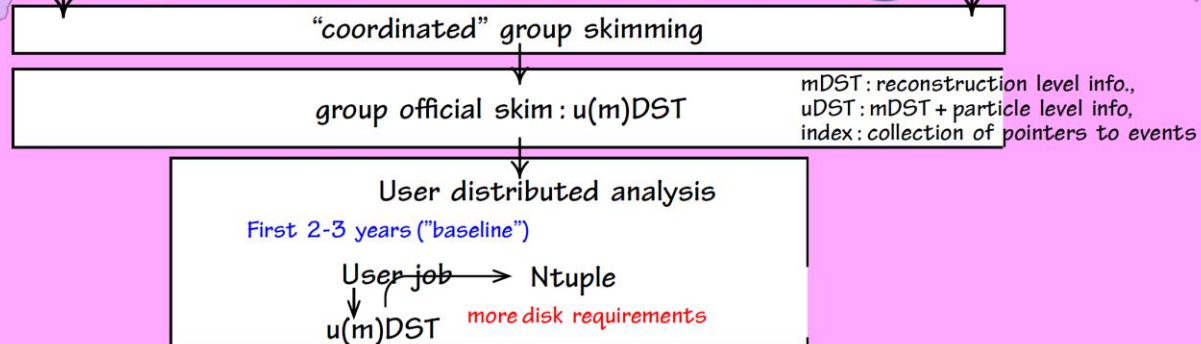 “coordinated” group skimming
group official skim : u(m)DST
mDST : reconstruction level info.,
uDST : mDST + particle level info,
index : collection of pointers to events
User distributed analysis
First 2-3 years ("baseline")
User job
Ntuple
u(m)DST
more disk requirements